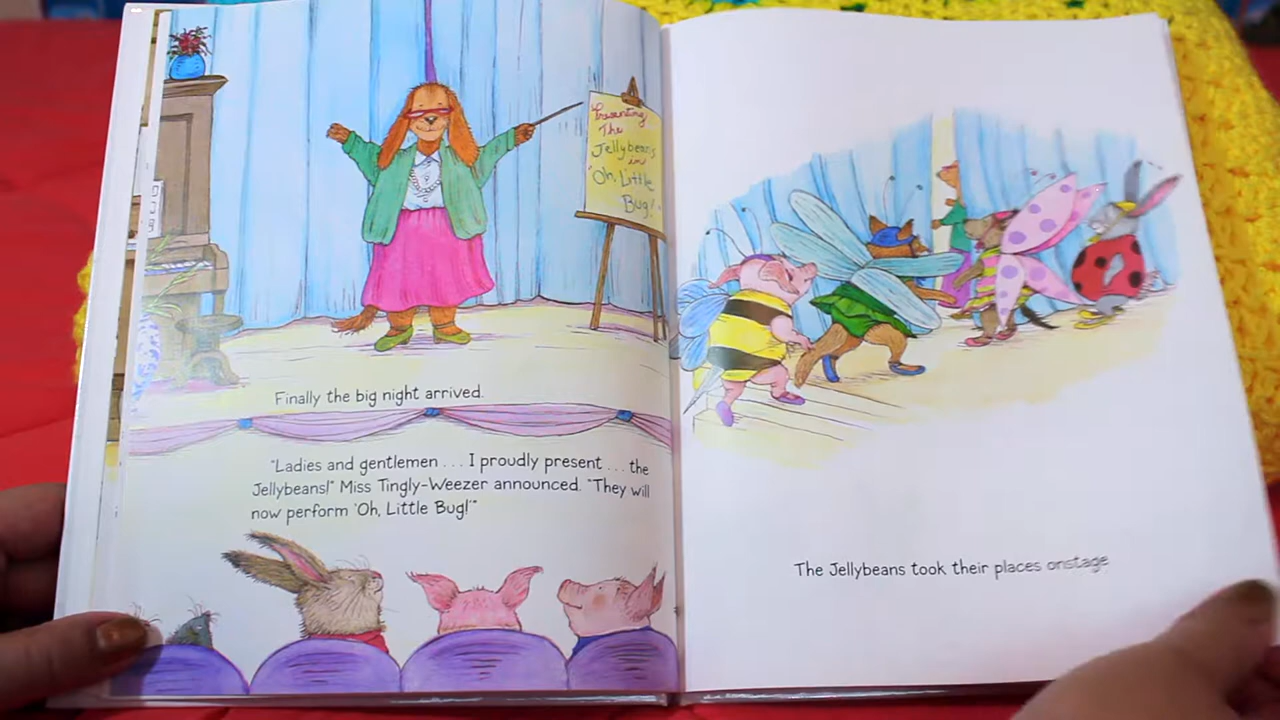 Presenting
The
Jellybeans
in
"Oh, Little
Bug!"
Finally the big night arrived.
"Ladies and gentlemen . . . I proudly present . . . the
Jellybeans!" Miss Tingly-Weezer announced. "They will
now perform 'Oh, Little Bug!'"
The Jellybeans took their places onstage